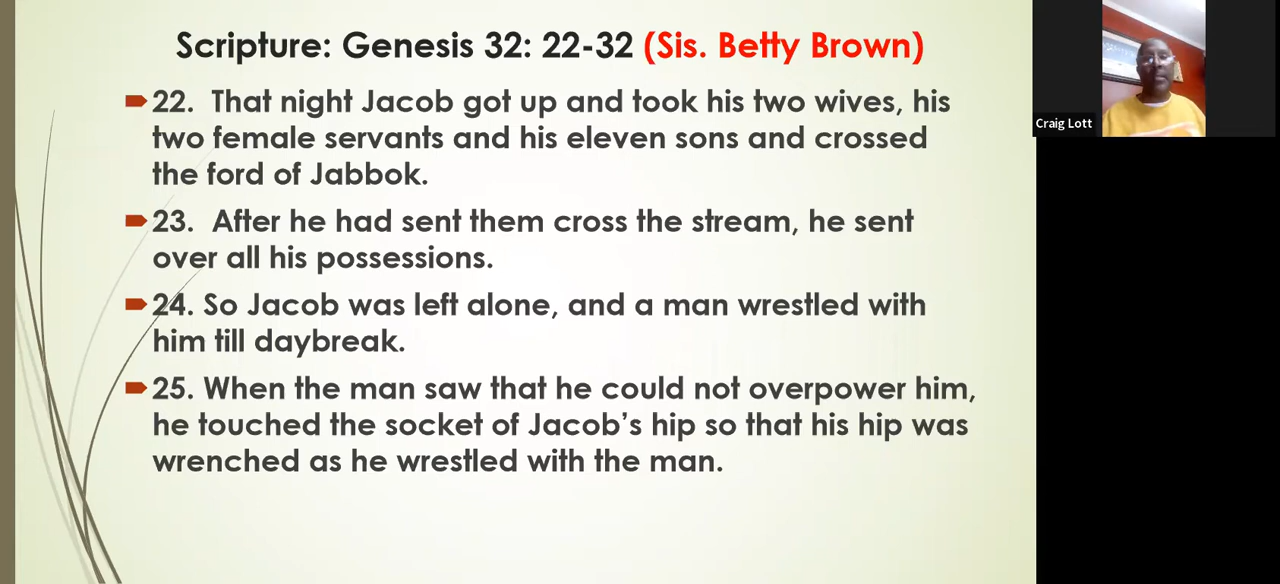 Scripture: Genesis 32: 22-32 (Sis. Betty Brown)
22. That night Jacob got up and took his two wives, his
two female servants and his eleven sons and crossed
the ford of Jabbok.
23. After he had sent them cross the stream, he sent
over all his possessions.
24. So Jacob was left alone, and a man wrestled with
him till daybreak.
25. When the man saw that he could not overpower him,
he touched the socket of Jacob’s hip so that his hip was
wrenched as he wrestled with the man.
Craig Lott